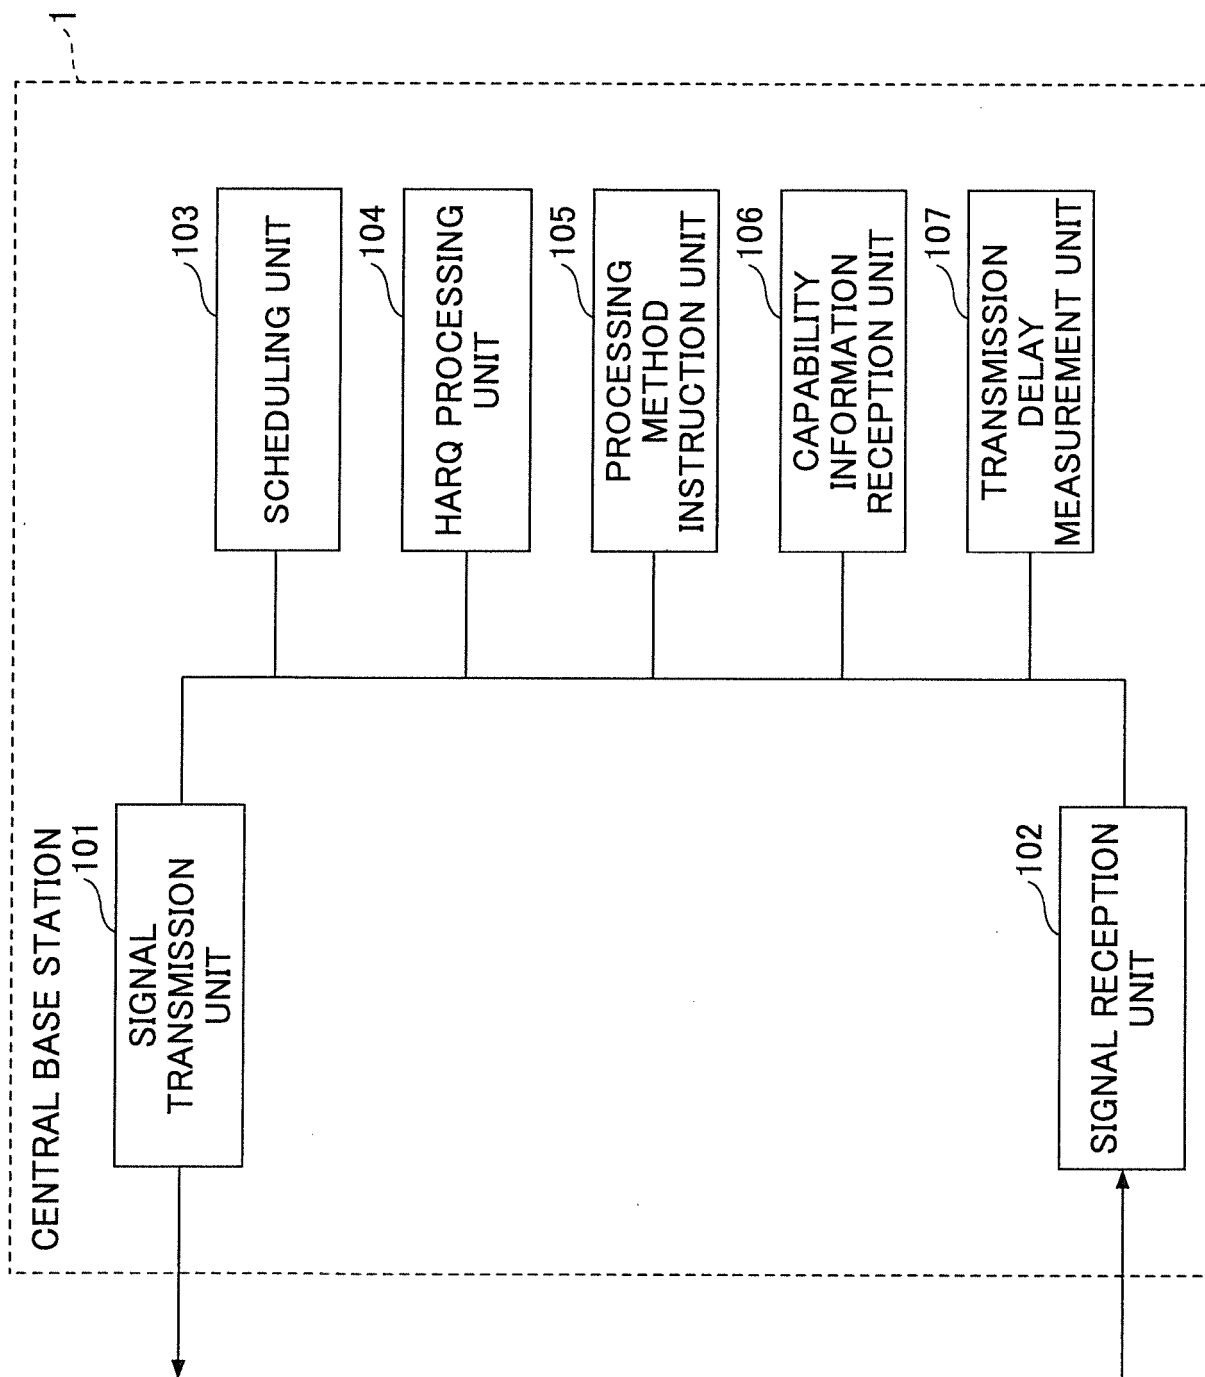 1
CENTRAL BASE STATION
101
SIGNAL
TRANSMISSION
UNIT
102
SIGNAL RECEPTION
UNIT
103
SCHEDULING UNIT
104
HARQ PROCESSING
UNIT
105
PROCESSING
METHOD
INSTRUCTION UNIT
106
CAPABILITY
INFORMATION
RECEPTION UNIT
107
TRANSMISSION
DELAY
MEASUREMENT UNIT